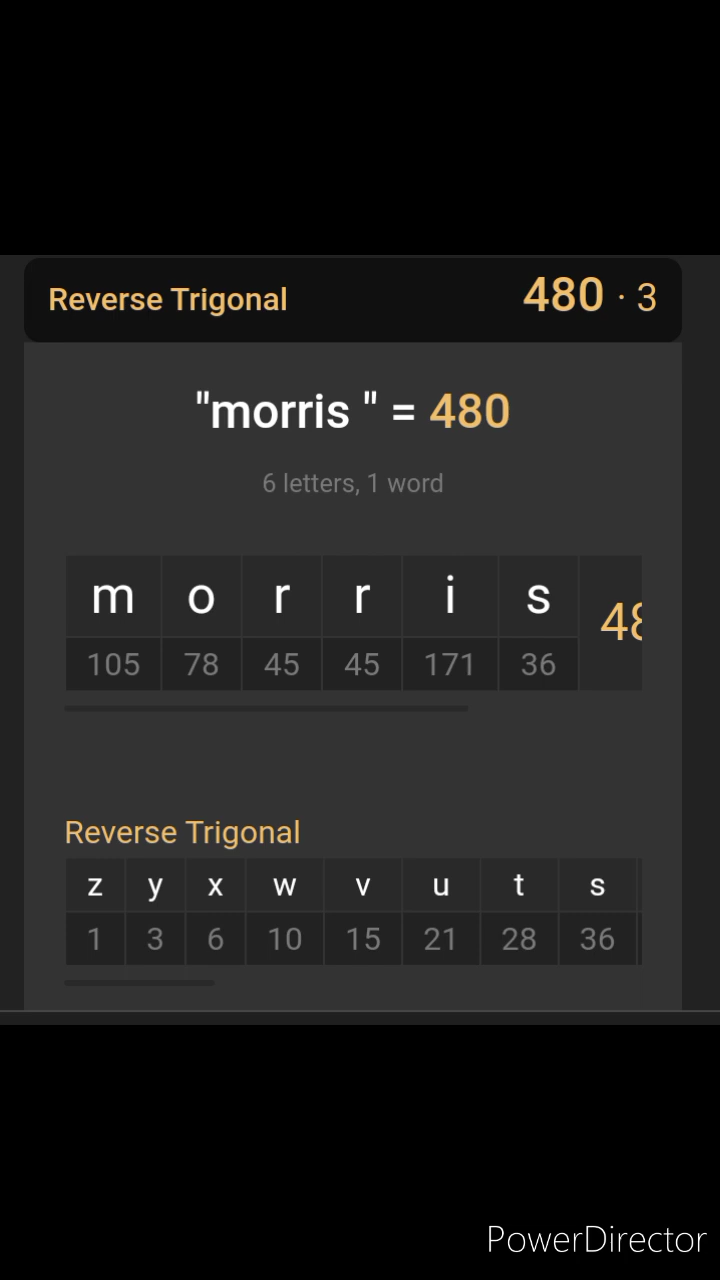 Reverse Trigonal 480 · 3
"morris " = 480
6 letters, 1 word
m o r r i s
105 78 45 45 171 36
Reverse Trigonal
z y x w v u t s
1 3 6 10 15 21 28 36
PowerDirector